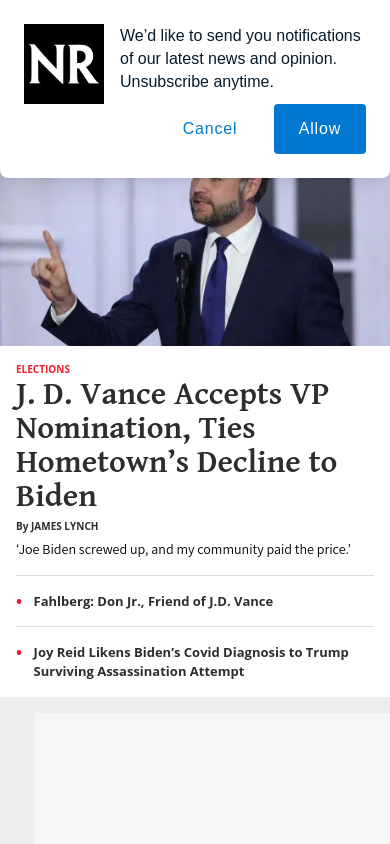 NR
We’d like to send you notifications
of our latest news and opinion.
Unsubscribe anytime.
Cancel
Allow
ELECTIONS
J. D. Vance Accepts VP
Nomination, Ties
Hometown’s Decline to
Biden
By JAMES LYNCH
‘Joe Biden screwed up, and my community paid the price.’
• Fahlberg: Don Jr., Friend of J.D. Vance
• Joy Reid Likens Biden’s Covid Diagnosis to Trump
Surviving Assassination Attempt